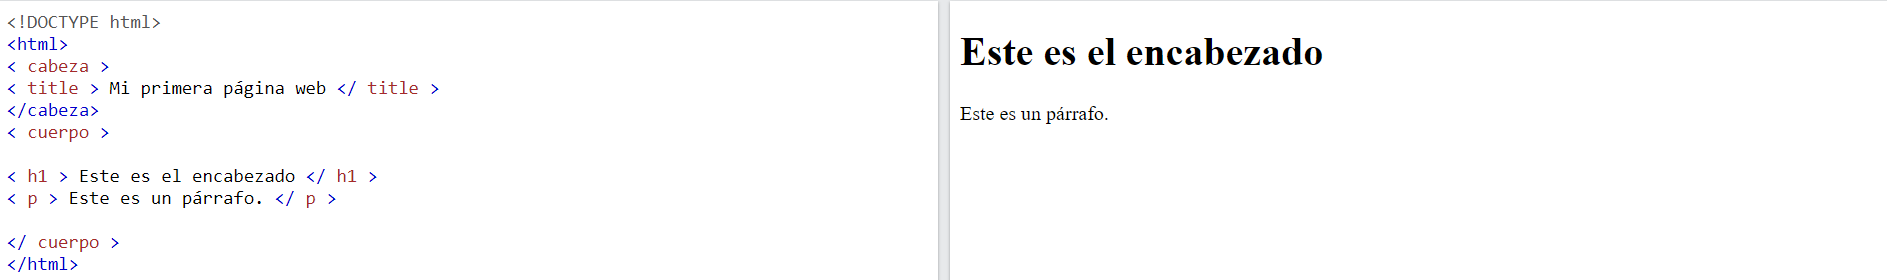 <!DOCTYPE html>
<html>
< cabeza >
< title > Mi primera página web </ title >
</cabeza>
< cuerpo >
< h1 > Este es el encabezado </ h1 >
< p > Este es un párrafo. </ p >
</ cuerpo >
</html>
Este es el encabezado
Este es un párrafo.